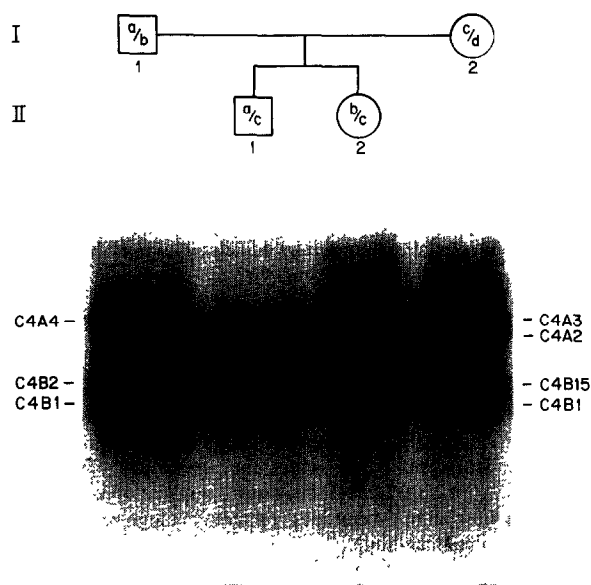 I
a/b
c/d
1
2
II
a/c
b/c
1
2
C4A4 –
– C4A3
– C4A2
C4B2 –
– C4B15
C4B1 –
– C4B1